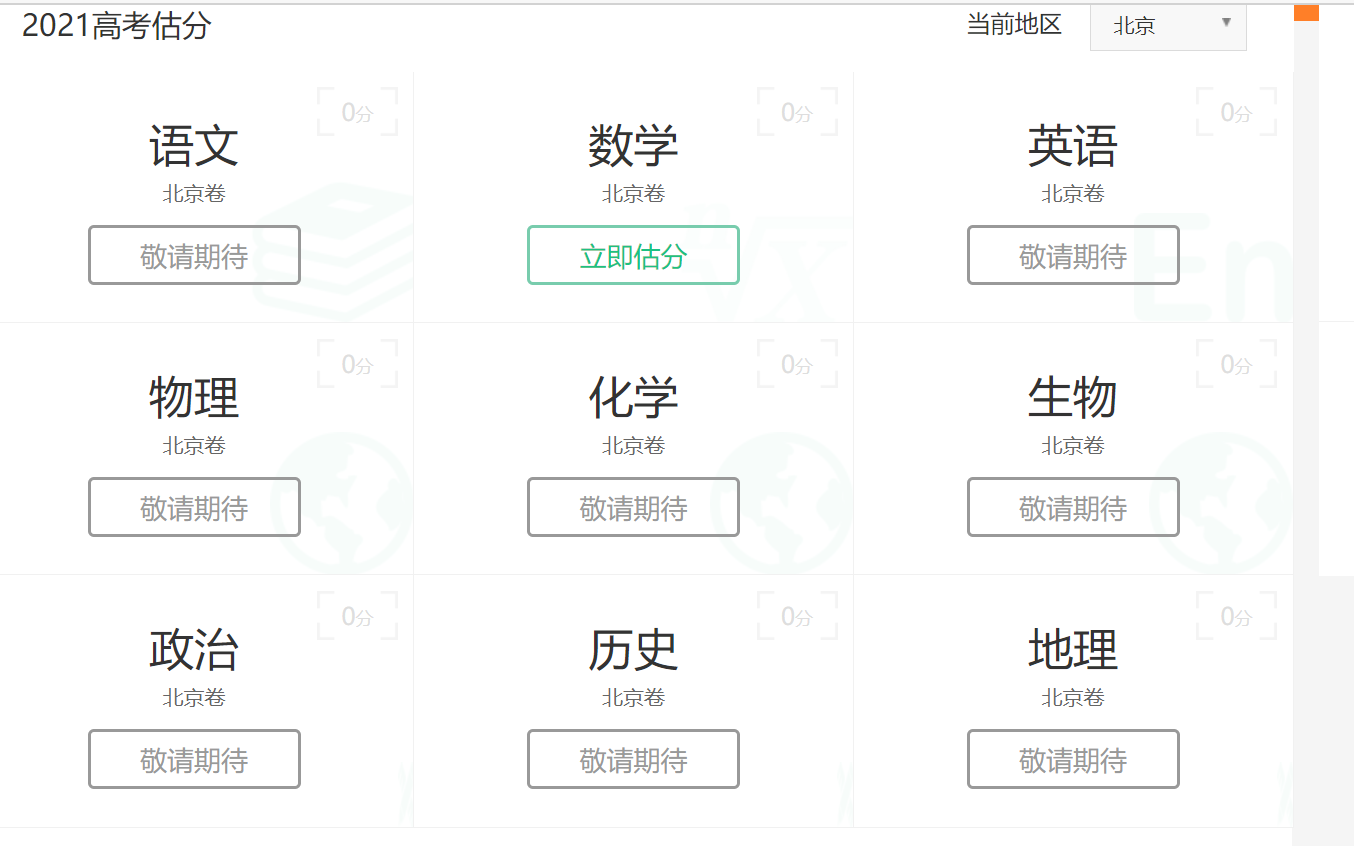 2021高考估分
当前地区
北京
0分
语文
北京卷
敬请期待
0分
数学
北京卷
立即估分
0分
英语
北京卷
敬请期待
En
0分
物理
北京卷
敬请期待
0分
化学
北京卷
敬请期待
0分
生物
北京卷
敬请期待
0分
政治
北京卷
敬请期待
0分
历史
北京卷
敬请期待
0分
地理
北京卷
敬请期待